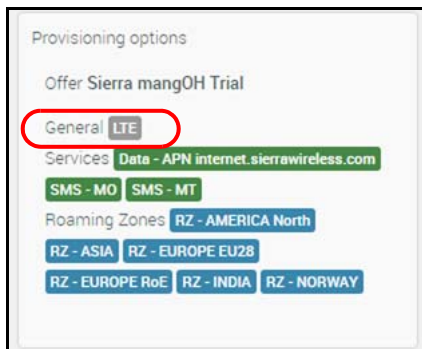 Provisioning options
Offer Sierra mangOH Trial
General LTE
Services Data - APN internet.sierrawireless.com
SMS - MO SMS - MT
Roaming Zones RZ - AMERICA North
RZ - ASIA RZ - EUROPE EU28
RZ - EUROPE RoE RZ - INDIA RZ - NORWAY